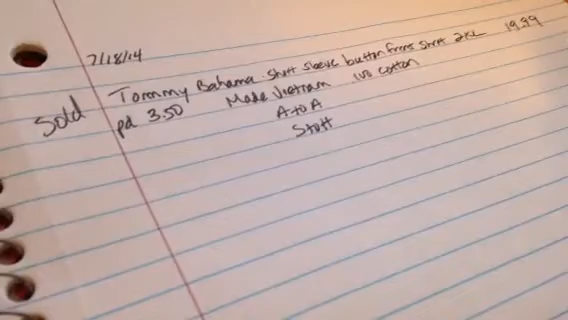 7/18/14
Tommy Bahama short sleeve button front shirt 2XL 19.99
Sold pd 3.50 Made Vietnam 100 cotton
A to A